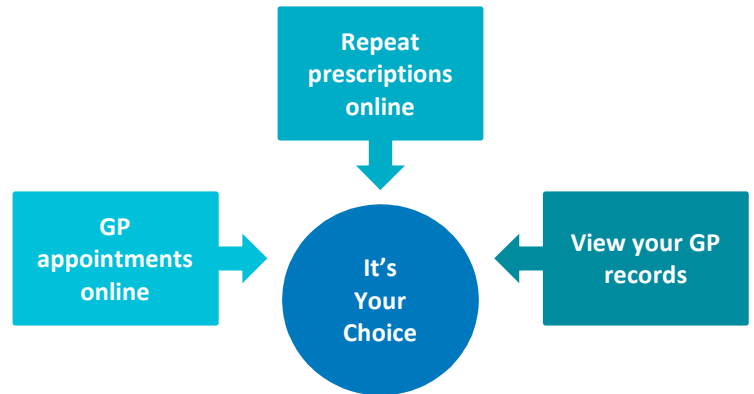 Repeat
prescriptions
online
GP
appointments
online
It’s
Your
Choice
View your GP
records